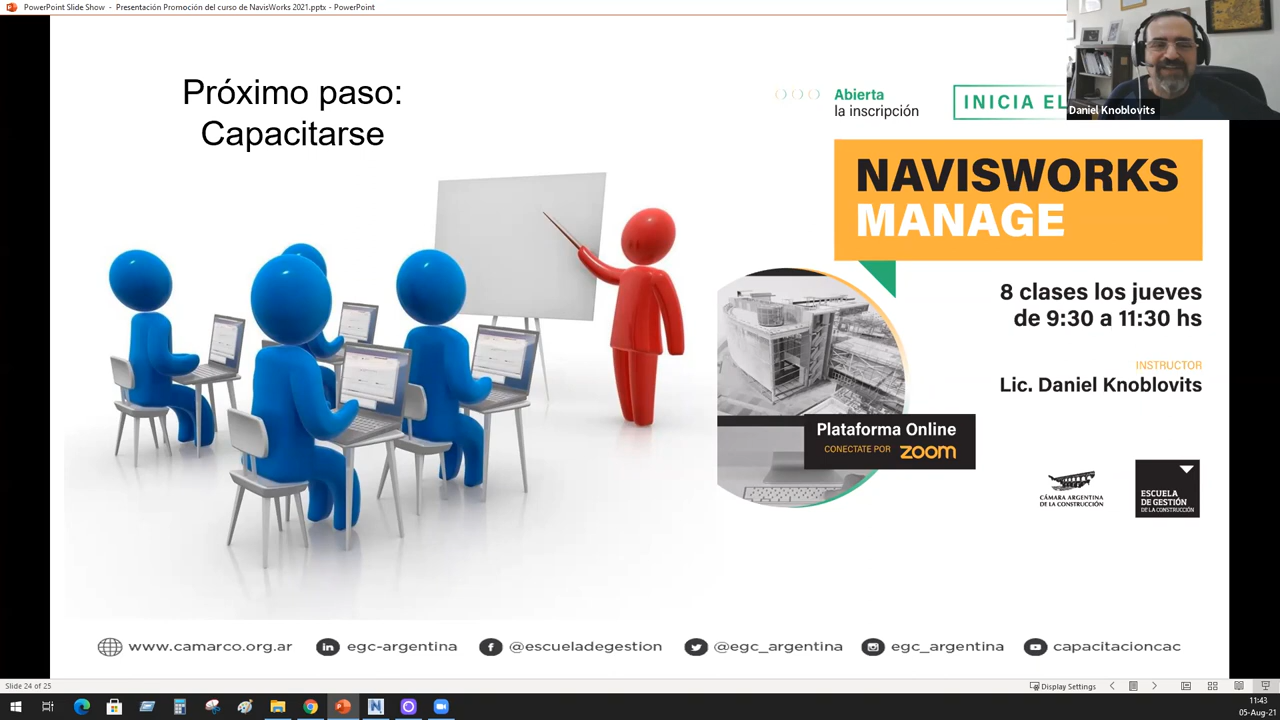 PowerPoint Slide Show - Presentación Promoción del curso de NavisWorks 2021.pptx - PowerPoint
Próximo paso:
Capacitarse
Abierta
la inscripción
INICIA EL
Daniel Knoblovits
NAVISWORKS
MANAGE
8 clases los jueves
de 9:30 a 11:30 hs
INSTRUCTOR
Lic. Daniel Knoblovits
Plataforma Online
CONECTATE POR zoom
CÁMARA ARGENTINA
DE LA CONSTRUCCIÓN
ESCUELA
DE GESTIÓN
DE LA CONSTRUCCIÓN
www.camarco.org.ar
egc-argentina
@escueladegestion
@egc_argentina
egc_argentina
capacitacioncac
Slide 24 of 25
Display Settings
11:43
05-Aug-21